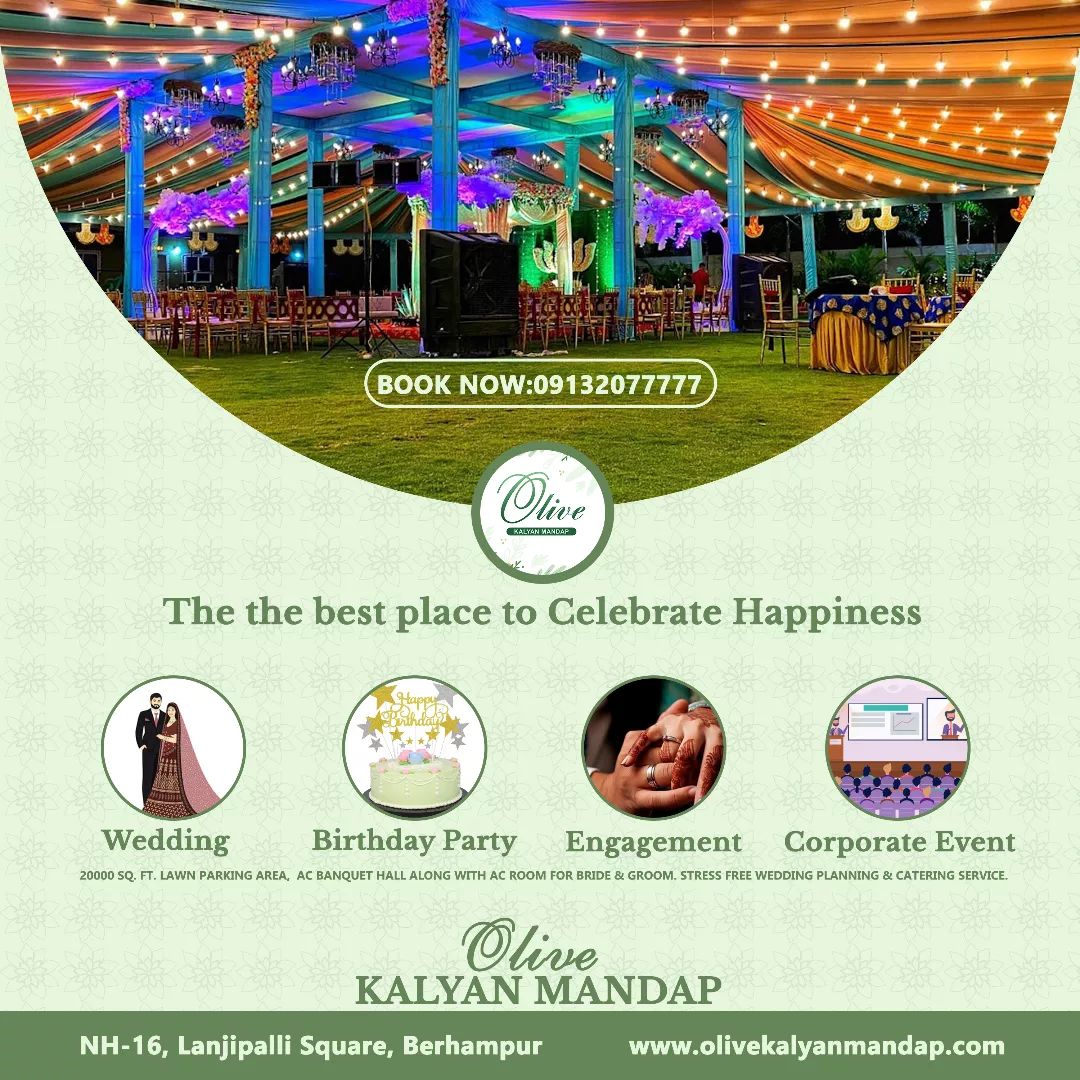 BOOK NOW:09132077777
Olive
KALYAN MANDAP
The the best place to Celebrate Happiness
Happy
Birthday
Wedding
Birthday Party
Engagement
Corporate Event
20000 SQ. FT. LAWN PARKING AREA, AC BANQUET HALL ALONG WITH AC ROOM FOR BRIDE & GROOM. STRESS FREE WEDDING PLANNING & CATERING SERVICE.
Olive
KALYAN MANDAP
NH-16, Lanjipalli Square, Berhampur
www.olivekalyanmandap.com